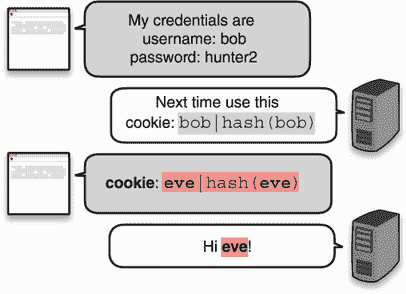 My credentials are
username: bob
password: hunter2
Next time use this
cookie: bob|hash(bob)
cookie: eve|hash(eve)
Hi eve!